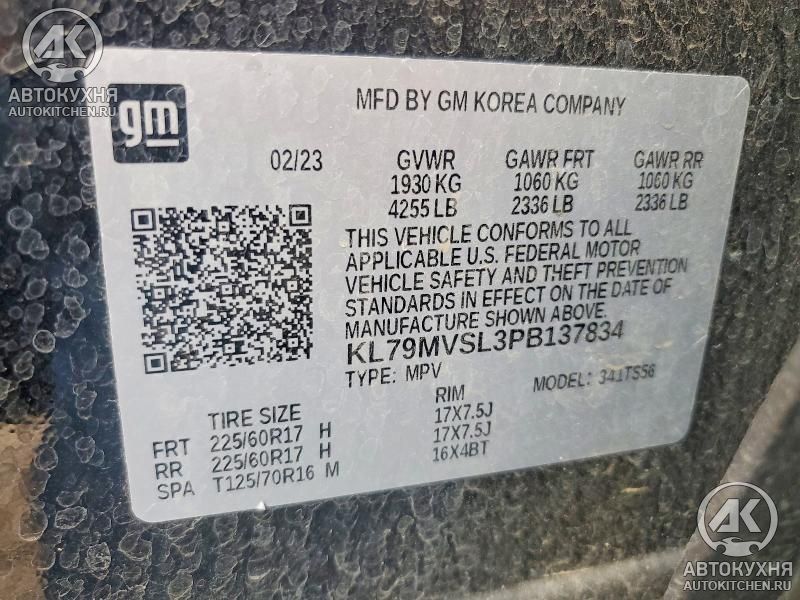 АК
АВТОКУХНЯ
AUTOKITCHEN.RU
gm
MFD BY GM KOREA COMPANY
02/23 GVWR GAWR FRT GAWR RR
1930 KG 1060 KG 1060 KG
4255 LB 2336 LB 2336 LB
THIS VEHICLE CONFORMS TO ALL
APPLICABLE U.S. FEDERAL MOTOR
VEHICLE SAFETY AND THEFT PREVENTION
STANDARDS IN EFFECT ON THE DATE OF
MANUFACTURE SHOWN ABOVE.
KL79MVSL3PB137834
TYPE: MPV MODEL: 341TS56
TIRE SIZE RIM
FRT 225/60R17 H 17X7.5J
RR 225/60R17 H 17X7.5J
SPA T125/70R16 M 16X4BT
АК
АВТОКУХНЯ
AUTOKITCHEN.RU